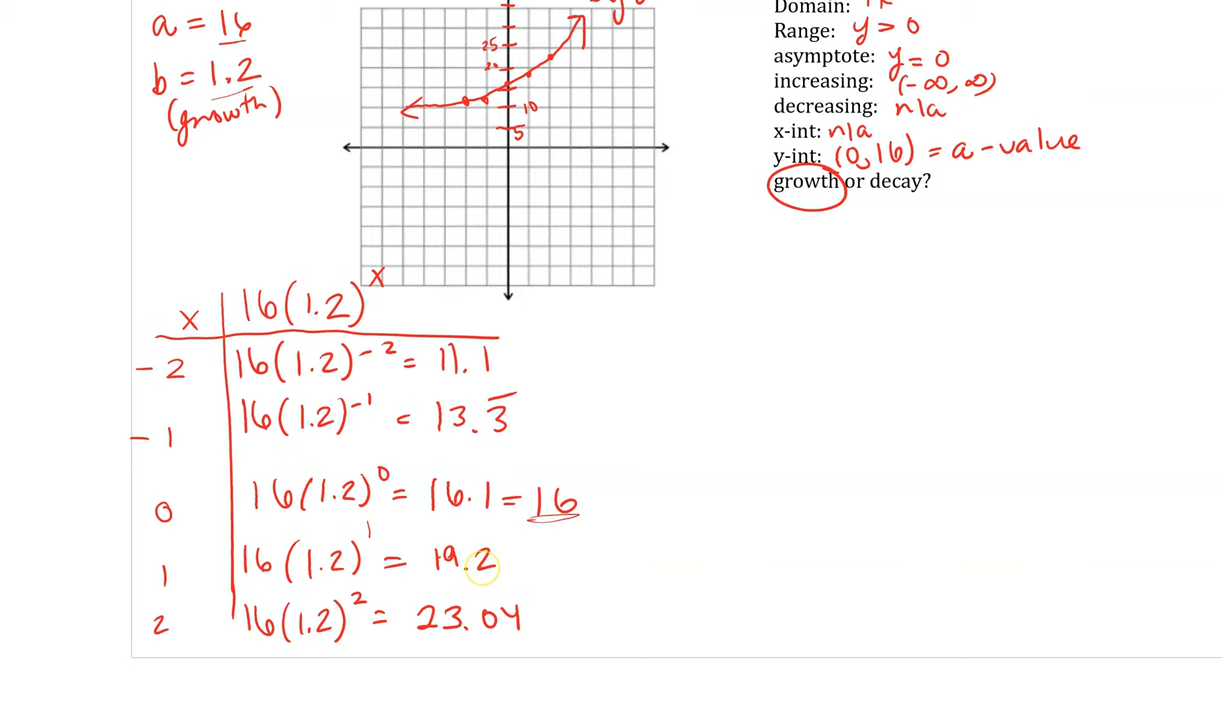 a = 16
b = 1.2
(growth)
25
20
10
5
Domain:
Range: y > 0
asymptote: y = 0
increasing: (-∞, ∞)
decreasing: n/a
x-int: n/a
y-int: (0, 16) = a-value
growth or decay?
x | 16(1.2)^x
-2 | 16(1.2)^-2 = 11.1
-1 | 16(1.2)^-1 = 13.3̅
0 | 16(1.2)^0 = 16·1 = 16
1 | 16(1.2)^1 = 19.2
2 | 16(1.2)^2 = 23.04